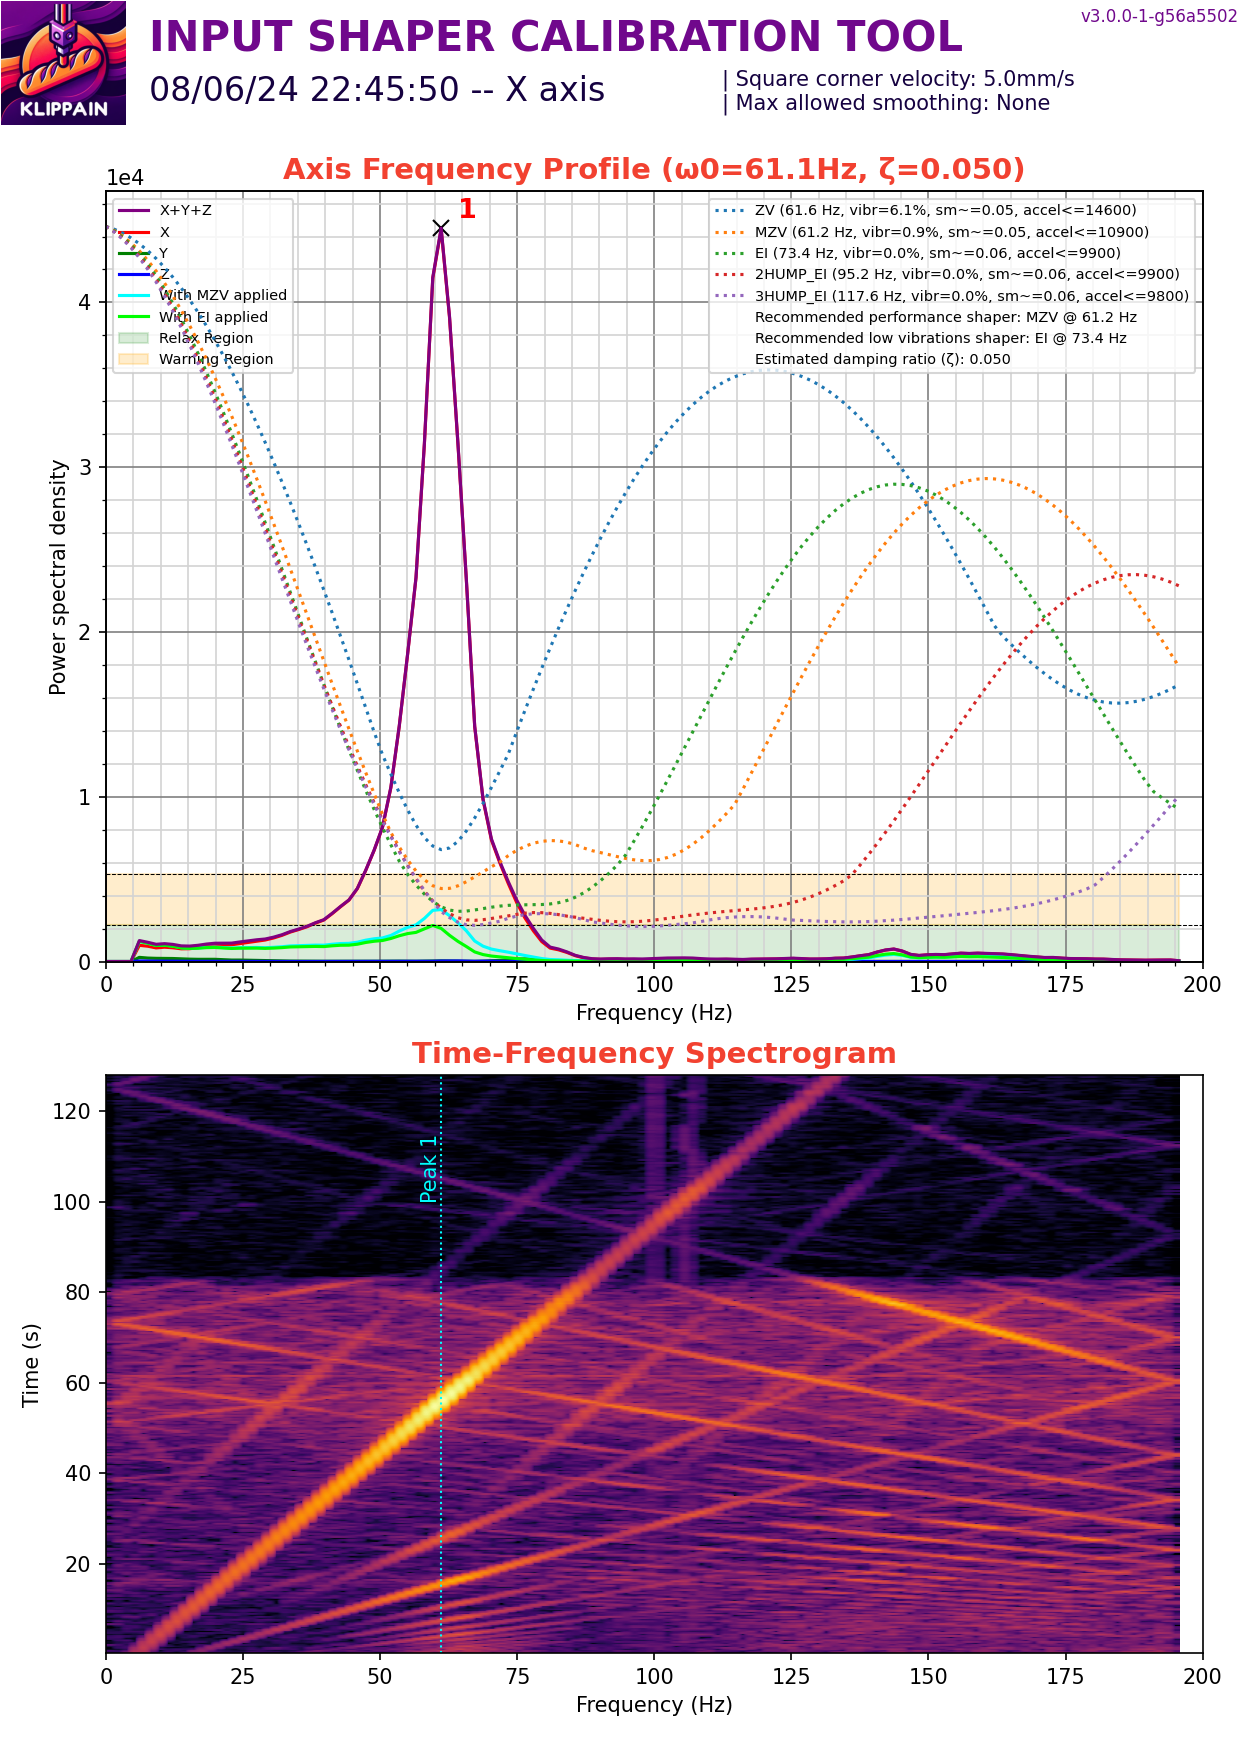 v3.0.0-1-g56a5502
INPUT SHAPER CALIBRATION TOOL
08/06/24 22:45:50 -- X axis
| Square corner velocity: 5.0mm/s
| Max allowed smoothing: None
KLIPPAIN
Axis Frequency Profile (ω0=61.1Hz, ζ=0.050)
1e4
1
X+Y+Z
X
Y
Z
With MZV applied
With EI applied
Relax Region
Warning Region
ZV (61.6 Hz, vibr=6.1%, sm~=0.05, accel<=14600)
MZV (61.2 Hz, vibr=0.9%, sm~=0.05, accel<=10900)
EI (73.4 Hz, vibr=0.0%, sm~=0.06, accel<=9900)
2HUMP_EI (95.2 Hz, vibr=0.0%, sm~=0.06, accel<=9900)
3HUMP_EI (117.6 Hz, vibr=0.0%, sm~=0.06, accel<=9800)
Recommended performance shaper: MZV @ 61.2 Hz
Recommended low vibrations shaper: EI @ 73.4 Hz
Estimated damping ratio (ζ): 0.050
Power spectral density
4
3
2
1
0
0 25 50 75 100 125 150 175 200
Frequency (Hz)
Time-Frequency Spectrogram
Time (s)
120
100
80
60
40
20
Peak 1
0 25 50 75 100 125 150 175 200
Frequency (Hz)